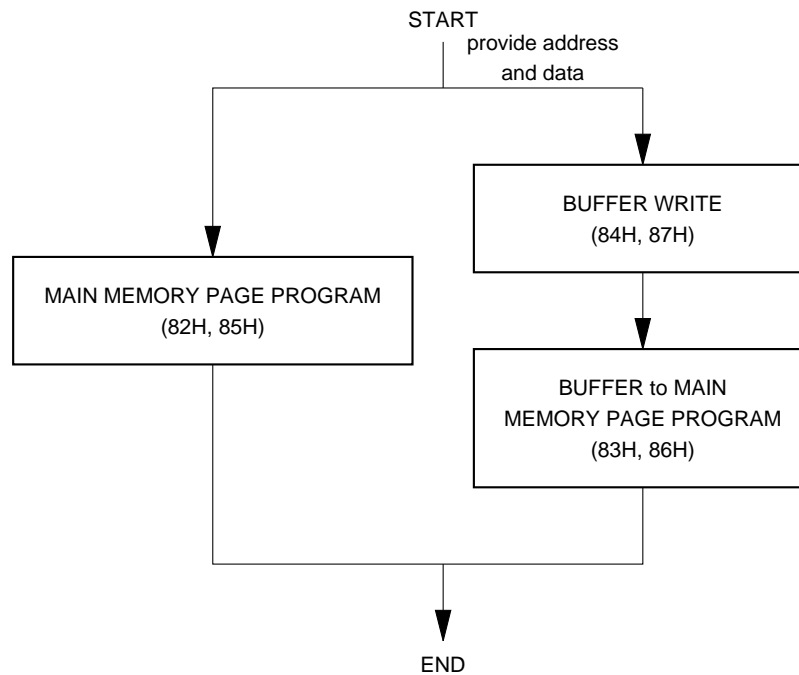 START
provide address
and data
BUFFER WRITE
(84H, 87H)
MAIN MEMORY PAGE PROGRAM
(82H, 85H)
BUFFER to MAIN
MEMORY PAGE PROGRAM
(83H, 86H)
END